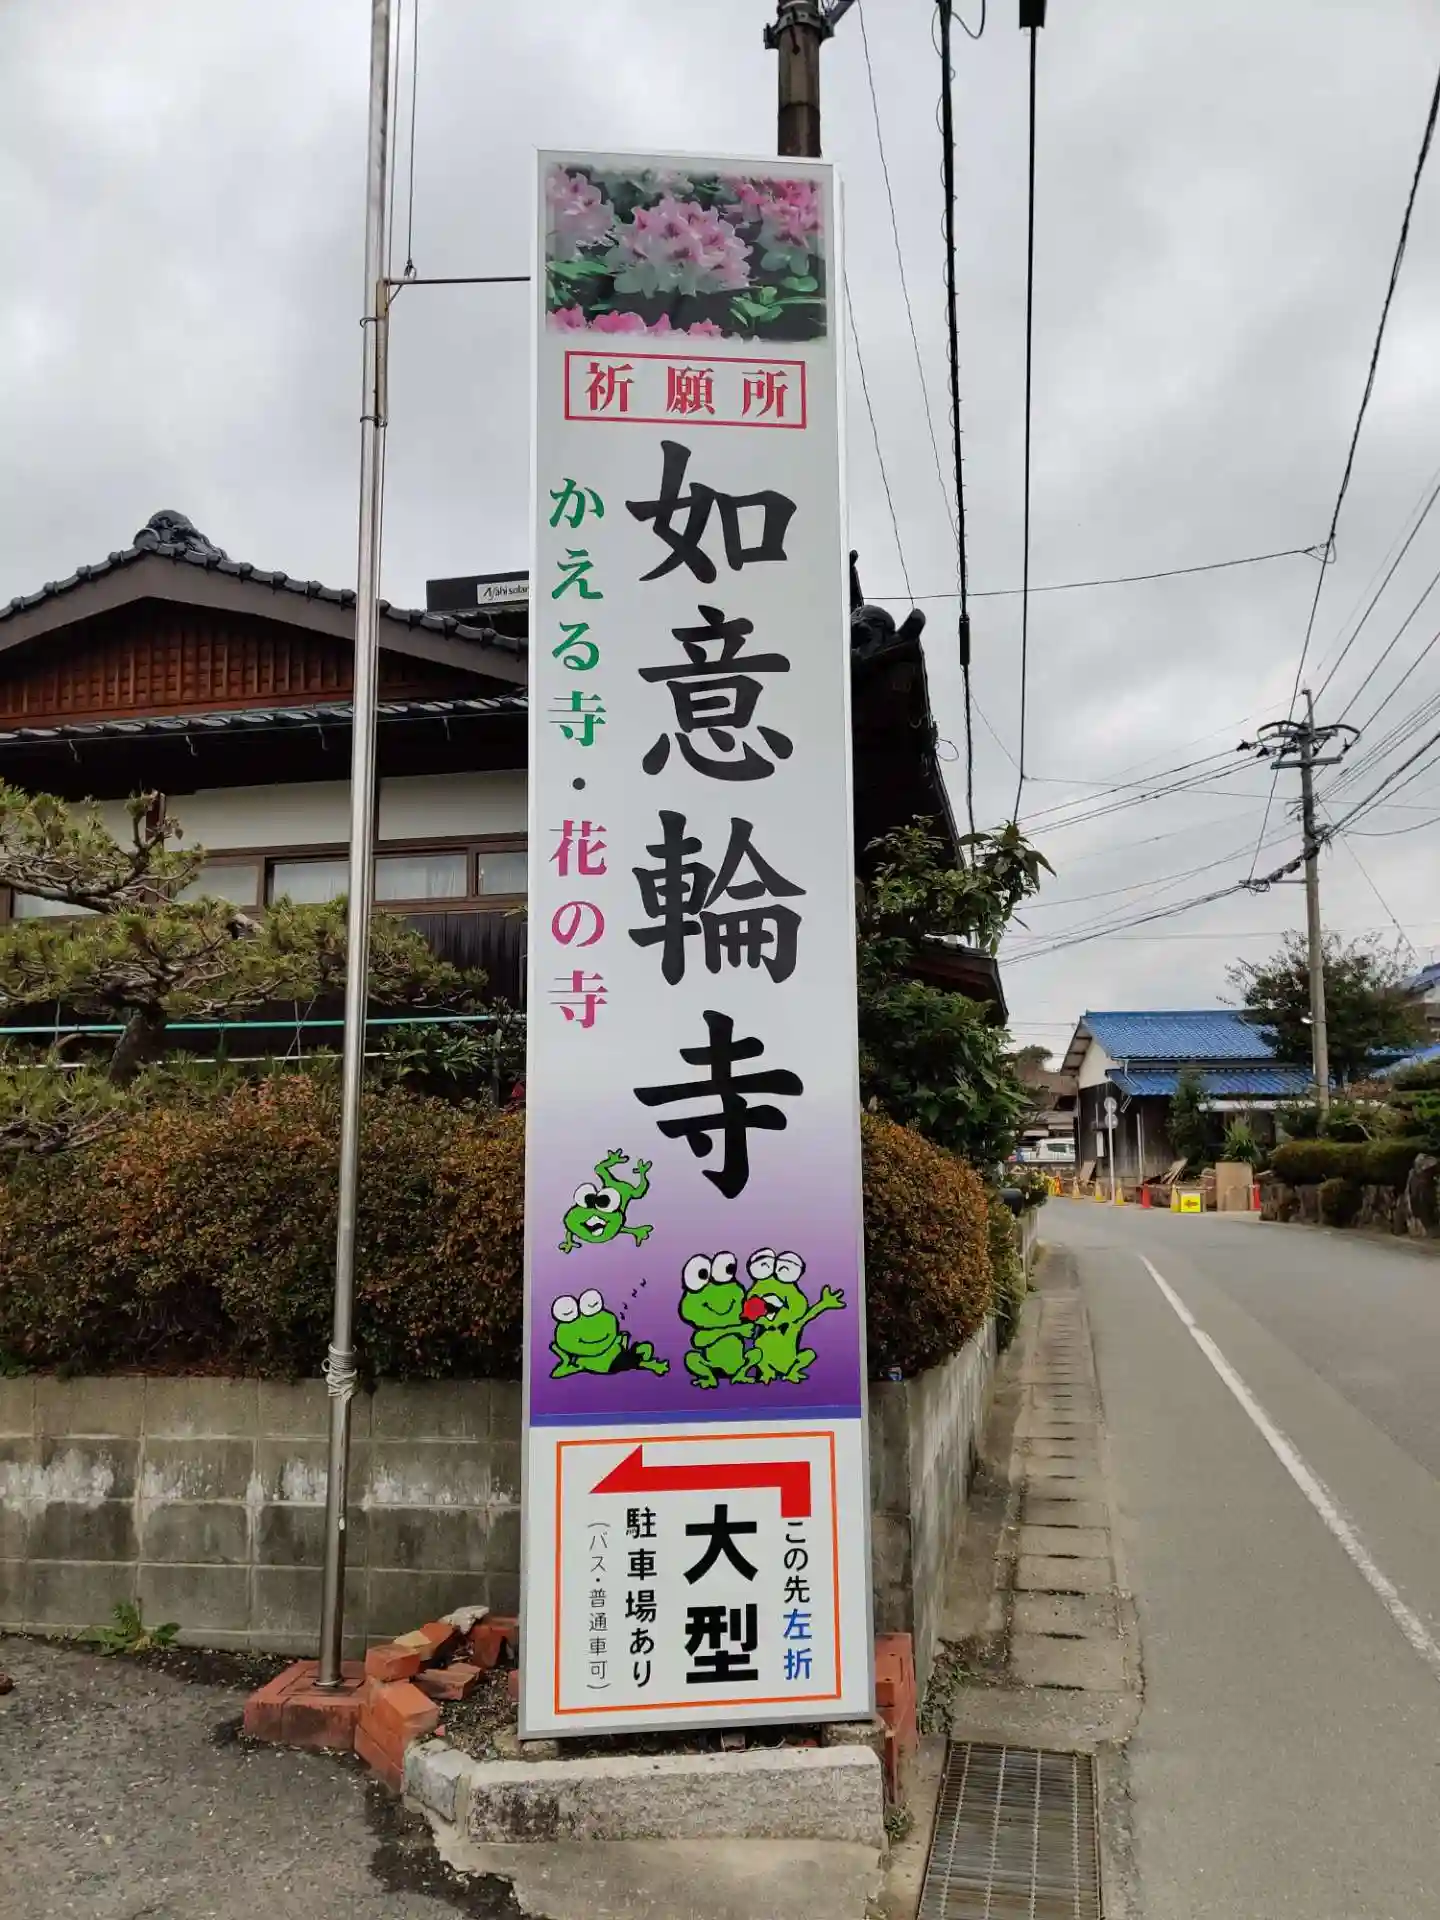 祈願所
如意輪寺
かえる寺・花の寺
この先左折
大型
駐車場あり
（バス・普通車可）